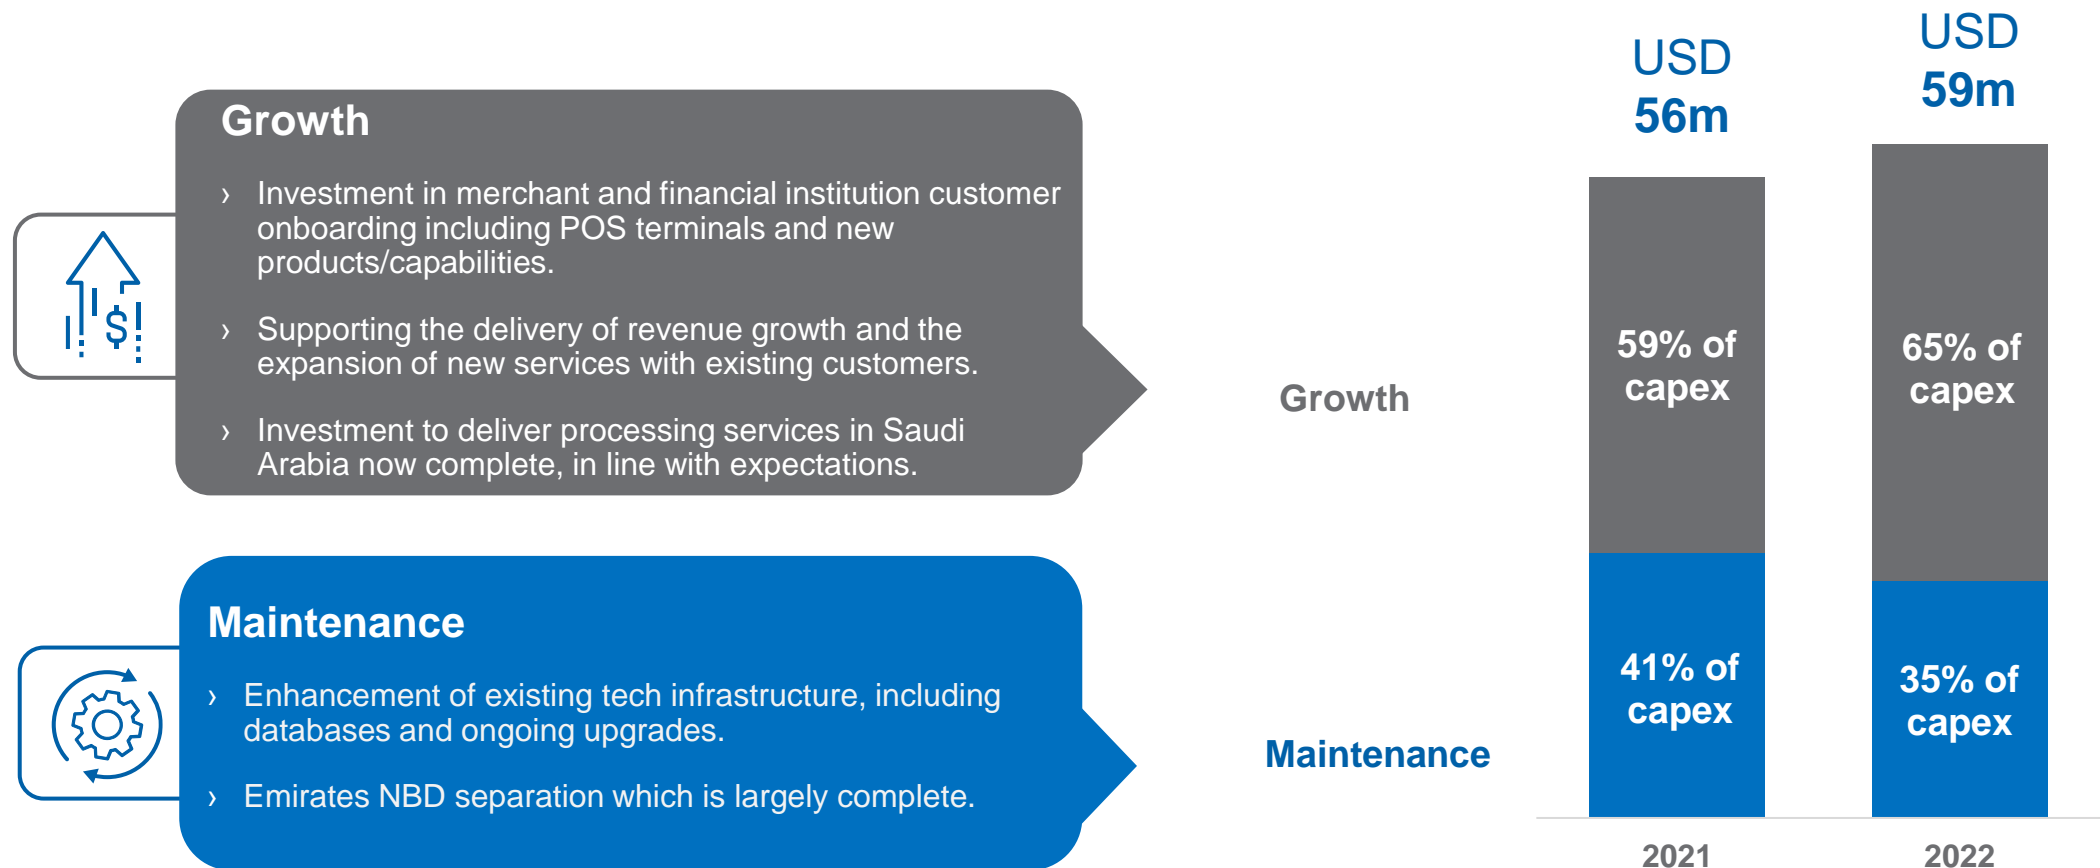 Growth
› Investment in merchant and financial institution customer
onboarding including POS terminals and new
products/capabilities.
› Supporting the delivery of revenue growth and the
expansion of new services with existing customers.
› Investment to deliver processing services in Saudi
Arabia now complete, in line with expectations.
$
Maintenance
› Enhancement of existing tech infrastructure, including
databases and ongoing upgrades.
› Emirates NBD separation which is largely complete.
Growth
Maintenance
USD
56m
59% of
capex
41% of
capex
2021
USD
59m
65% of
capex
35% of
capex
2022